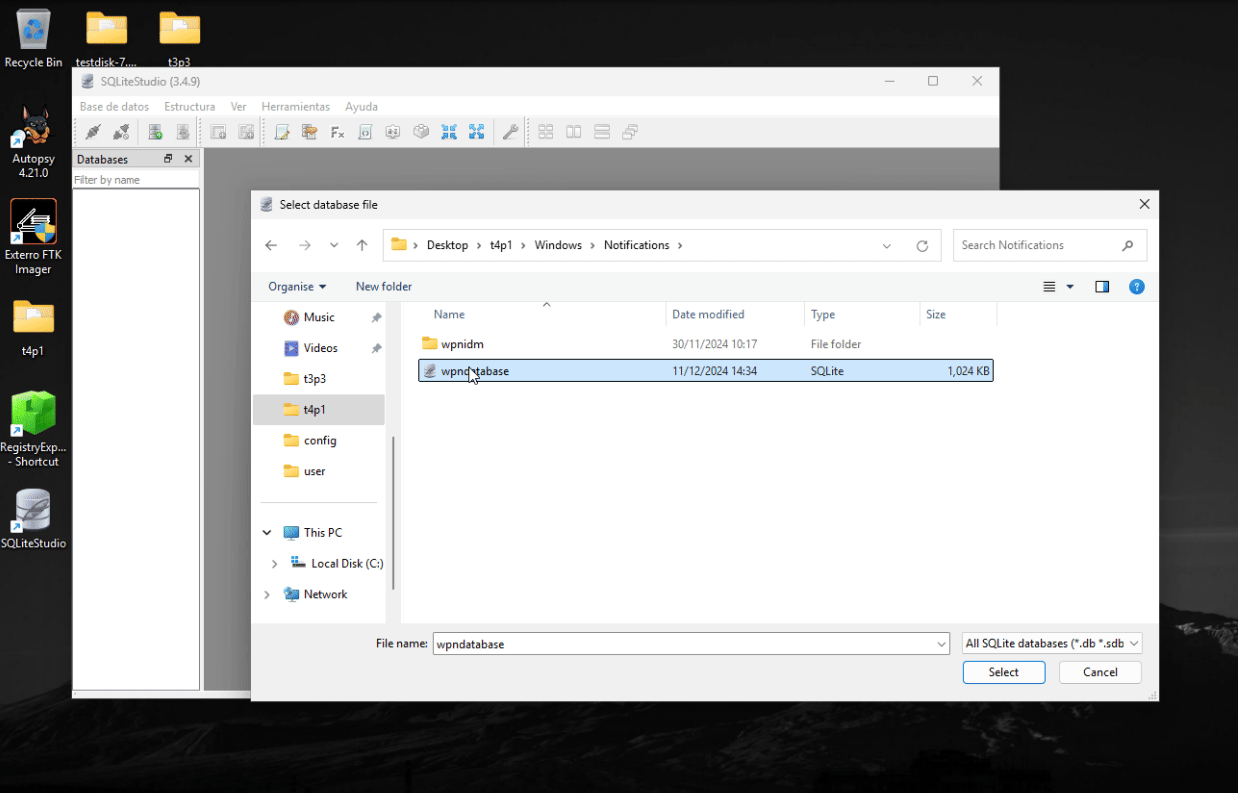 Recycle Bin
testdisk-7....
t3p3
Autopsy
4.21.0
Exterro FTK
Imager
t4p1
RegistryExp...
- Shortcut
SQLiteStudio
SQLiteStudio (3.4.9)
Base de datos Estructura Ver Herramientas Ayuda
Databases
Filter by name
Select database file
Desktop > t4p1 > Windows > Notifications >
Search Notifications
Organise New folder
Music
Videos
t3p3
t4p1
config
user
This PC
Local Disk (C:)
Network
Name Date modified Type Size
wpnidm 30/11/2024 10:17 File folder
wpndatabase 11/12/2024 14:34 SQLite 1,024 KB
File name: wpndatabase
All SQLite databases (*.db *.sdb
Select Cancel